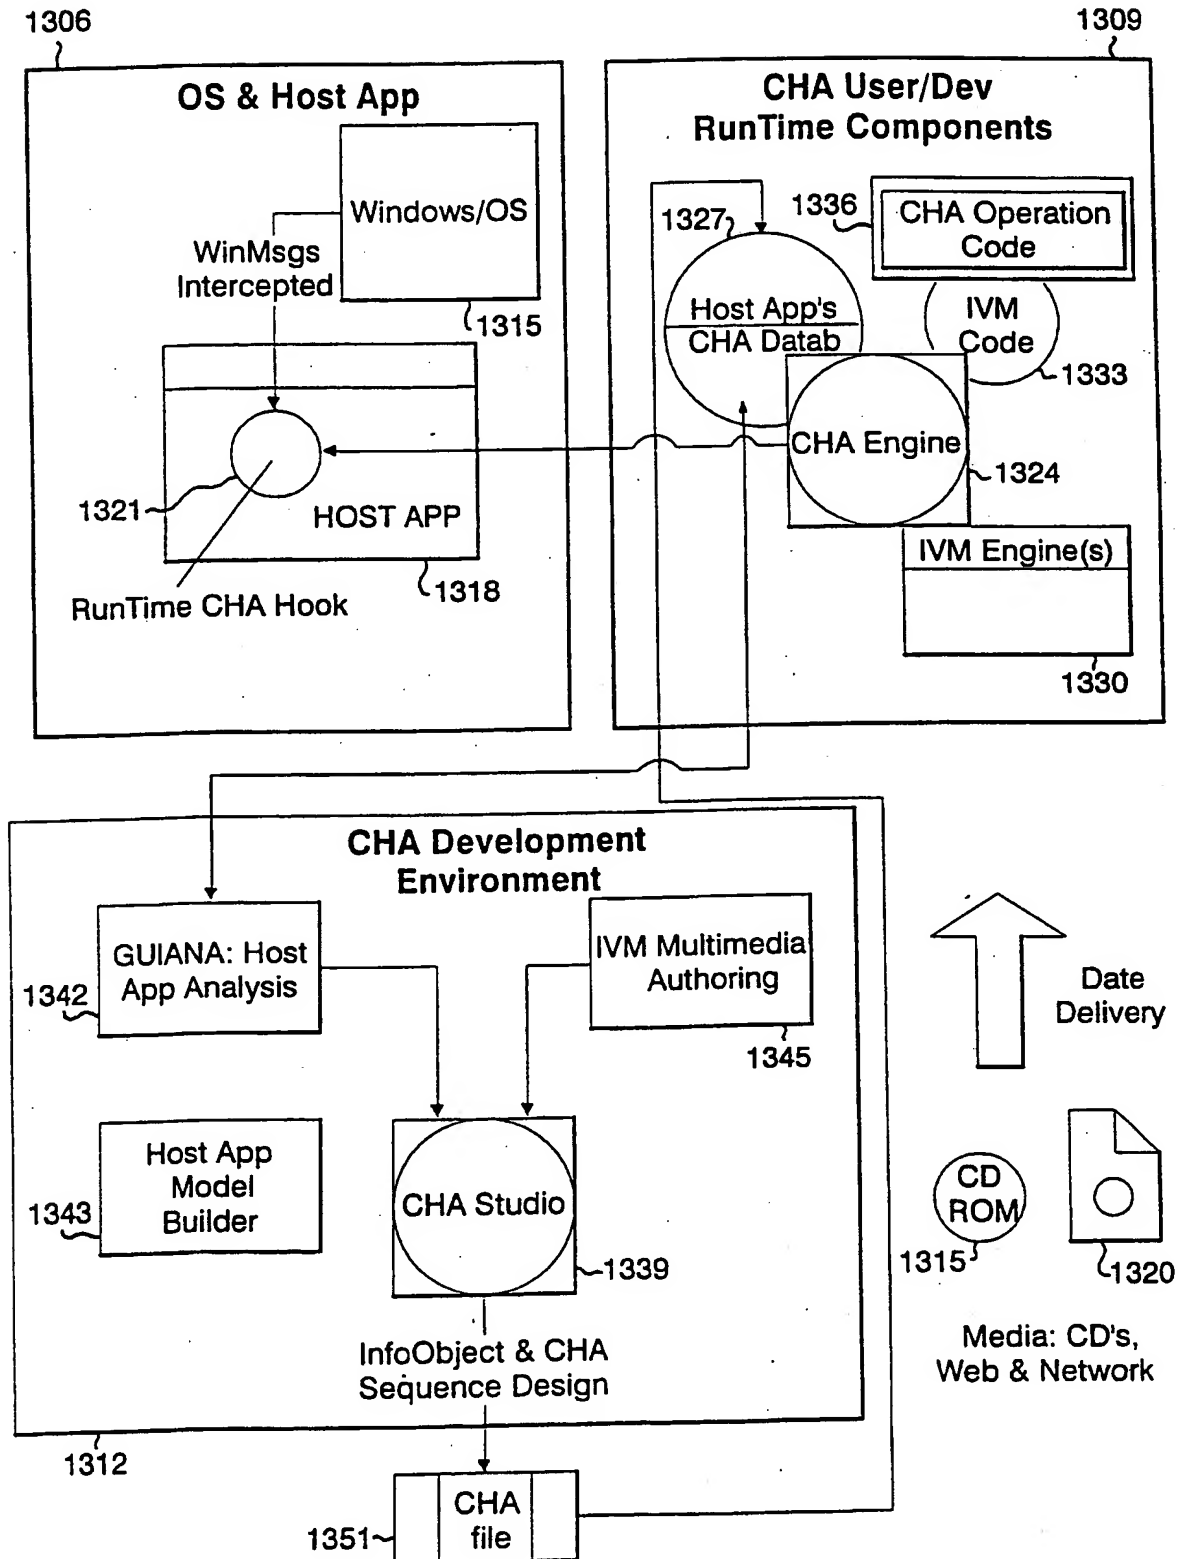 1306
1309
OS & Host App
CHA User/Dev
RunTime Components
Windows/OS
WinMsgs
Intercepted
1315
1327
1336
CHA Operation
Code
Host App's
CHA Datab
IVM
Code
1333
CHA Engine
1324
1321
HOST APP
IVM Engine(s)
1318
RunTime CHA Hook
1330
CHA Development
Environment
GUIANA: Host
App Analysis
1342
IVM Multimedia
Authoring
1345
Date
Delivery
Host App
Model
Builder
1343
CHA Studio
1339
CD
ROM
1315
1320
InfoObject & CHA
Sequence Design
Media: CD's,
Web & Network
1312
CHA
file
1351